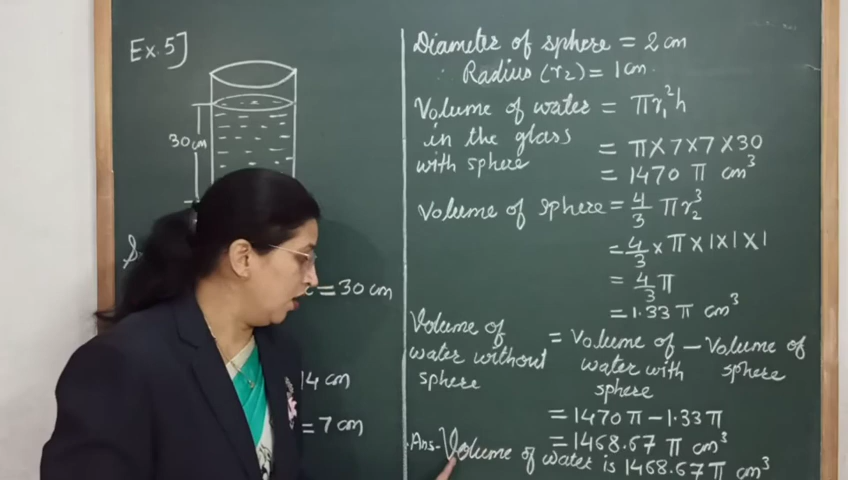 Ex. 5]
30 cm
= 30 cm
14 cm
= 7 cm
Diameter of sphere = 2 cm
∴ Radius (r₂) = 1 cm.
Volume of water = πr₁²h
in the glass
with sphere
= π × 7 × 7 × 30
= 1470 π cm³
Volume of sphere = 4/3 πr₂³
= 4/3 × π × 1 × 1 × 1
= 4/3 π
= 1.33 π cm³
Volume of water without sphere = Volume of water with sphere − Volume of sphere
= 1470 π − 1.33 π
= 1468.67 π cm³
Ans- Volume of water is 1468.67 π cm³